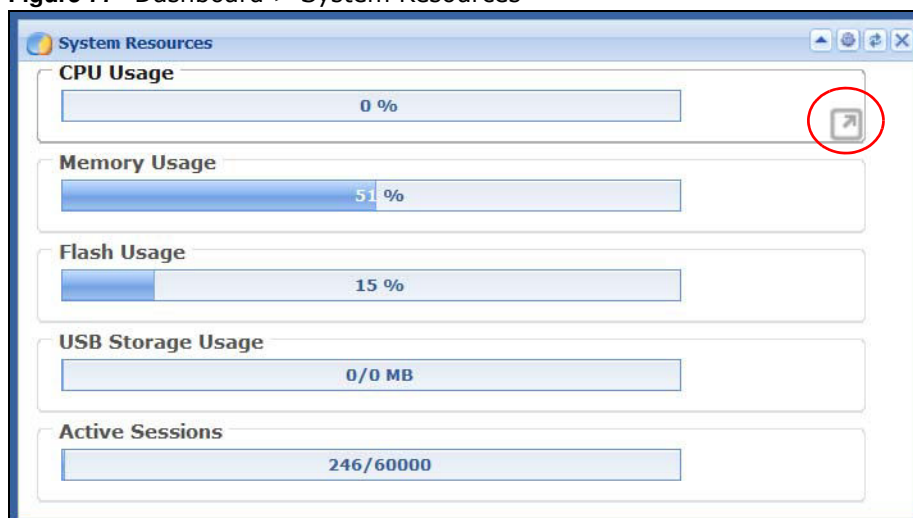 Dashboard > System Resources
System Resources
CPU Usage
0 %
Memory Usage
51 %
Flash Usage
15 %
USB Storage Usage
0/0 MB
Active Sessions
246/60000